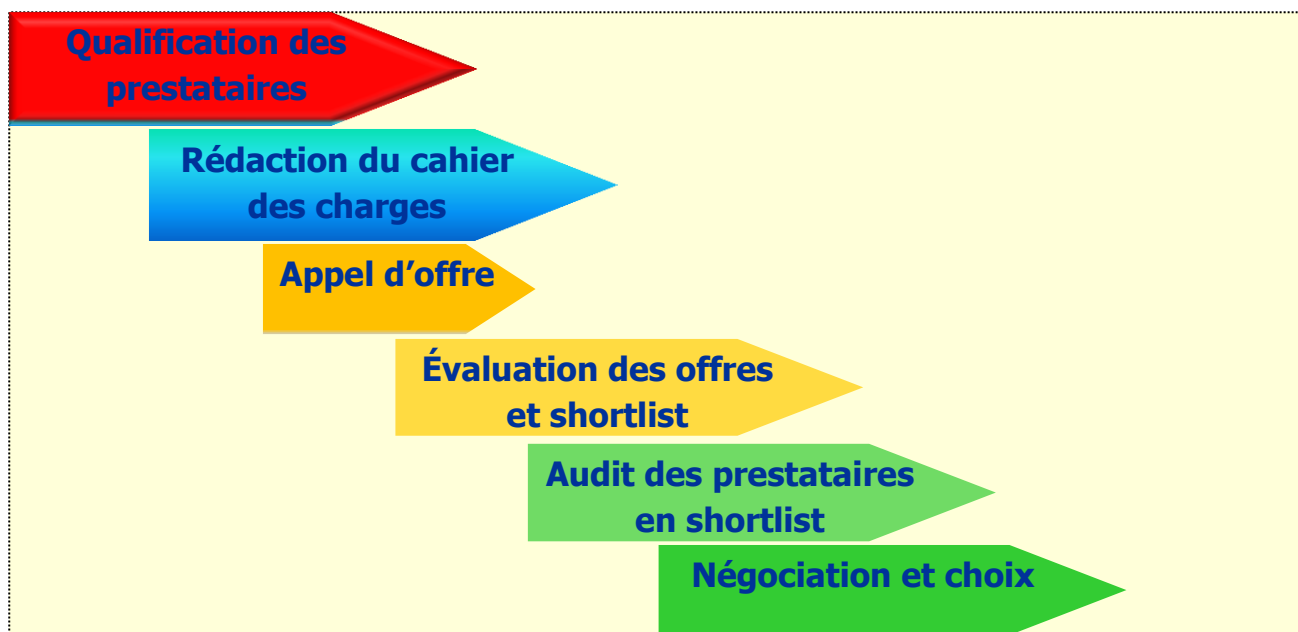 Qualification des
prestataires
Rédaction du cahier
des charges
Appel d’offre
Évaluation des offres
et shortlist
Audit des prestataires
en shortlist
Négociation et choix